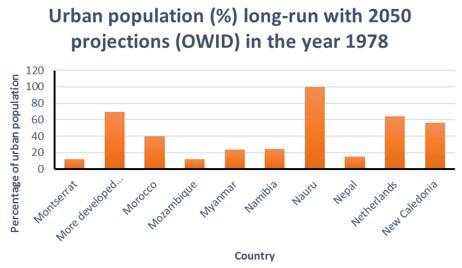 Urban population (%) long-run with 2050
projections (OWID) in the year 1978
Percentage of urban population
120
100
80
60
40
20
0
Montserrat
More developed...
Morocco
Mozambique
Myanmar
Namibia
Nauru
Nepal
Netherlands
New Caledonia
Country